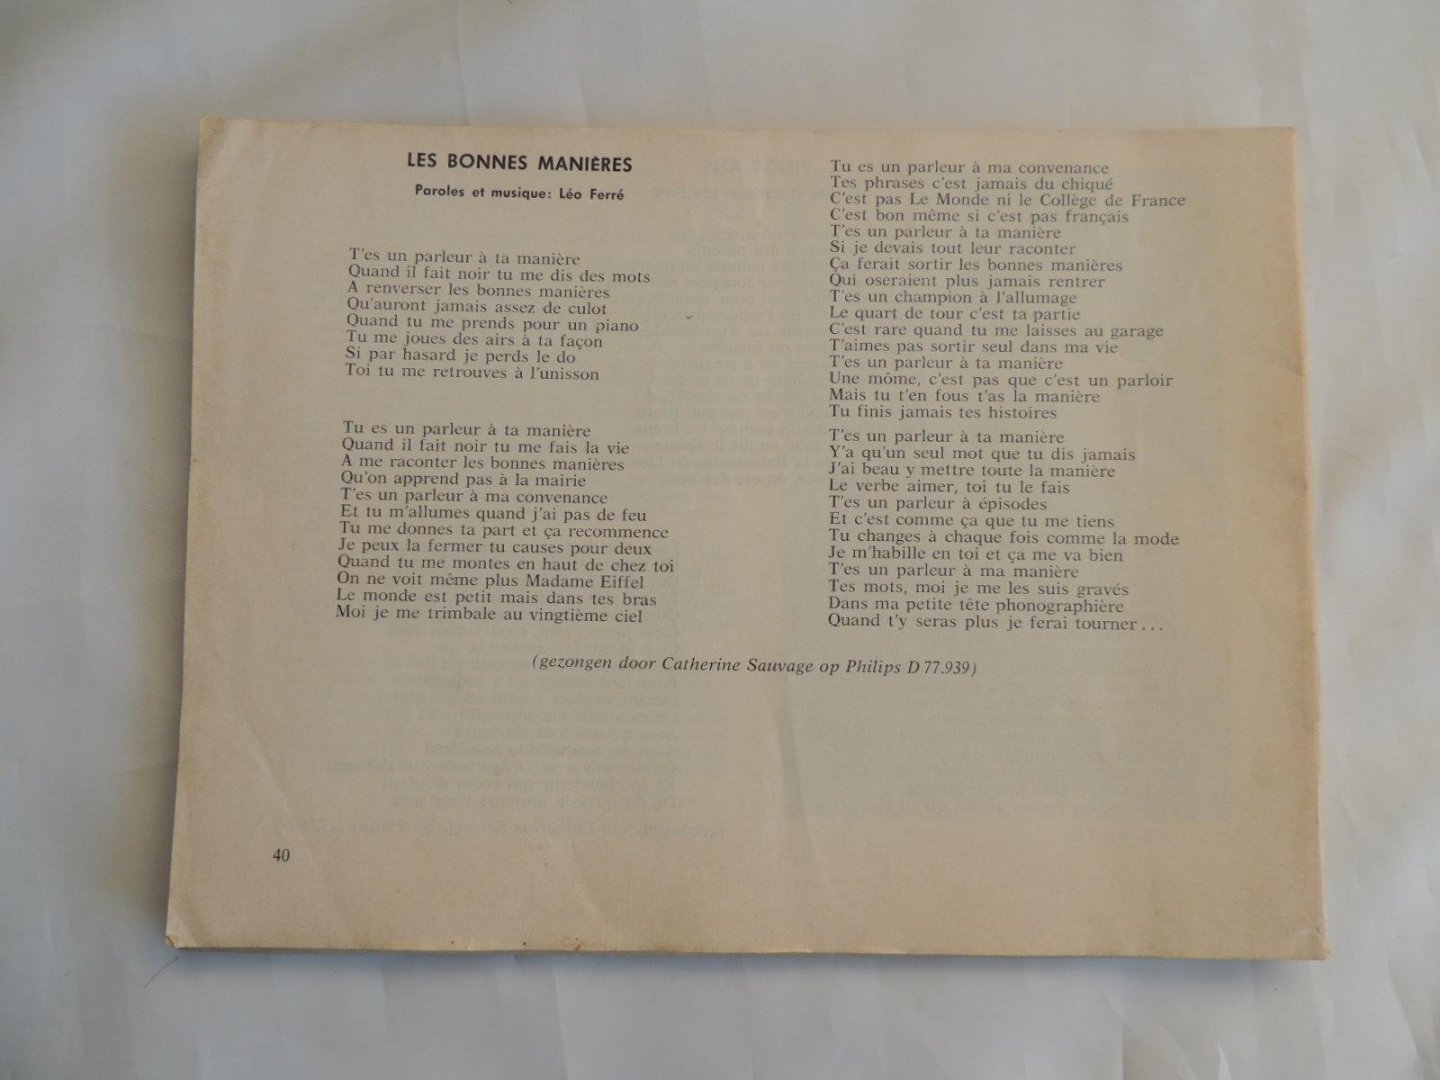 LES BONNES MANIÈRES
Paroles et musique: Léo Ferré
T'es un parleur à ta manière
Quand il fait noir tu me dis des mots
A renverser les bonnes manières
Qu'auront jamais assez de culot
Quand tu me prends pour un piano
Tu me joues des airs à ta façon
Si par hasard je perds le do
Toi tu me retrouves à l'unisson
Tu es un parleur à ta manière
Quand il fait noir tu me fais la vie
A me raconter les bonnes manières
Qu'on apprend pas à la mairie
T'es un parleur à ma convenance
Et tu m'allumes quand j'ai pas de feu
Tu me donnes ta part et ça recommence
Je peux la fermer tu causes pour deux
Quand tu me montes en haut de chez toi
On ne voit même plus Madame Eiffel
Le monde est petit mais dans tes bras
Moi je me trimbale au vingtième ciel
Tu es un parleur à ma convenance
Tes phrases c'est jamais du chiqué
C'est pas Le Monde ni le Collège de France
C'est bon même si c'est pas français
T'es un parleur à ta manière
Si je devais tout leur raconter
Ça ferait sortir les bonnes manières
Qui oseraient plus jamais rentrer
T'es un champion à l'allumage
Le quart de tour c'est ta partie
C'est rare quand tu me laisses au garage
T'aimes pas sortir seul dans ma vie
T'es un parleur à ta manière
Une môme, c'est pas que c'est un parloir
Mais tu t'en fous t'as la manière
Tu finis jamais tes histoires
T'es un parleur à ta manière
Y'a qu'un seul mot que tu dis jamais
J'ai beau y mettre toute la manière
Le verbe aimer, toi tu le fais
T'es un parleur à épisodes
Et c'est comme ça que tu me tiens
Tu changes à chaque fois comme la mode
Je m'habille en toi et ça me va bien
T'es un parleur à ma manière
Tes mots, moi je me les suis gravés
Dans ma petite tête phonographière
Quand t'y seras plus je ferai tourner...
(gezongen door Catherine Sauvage op Philips D 77.939)
40